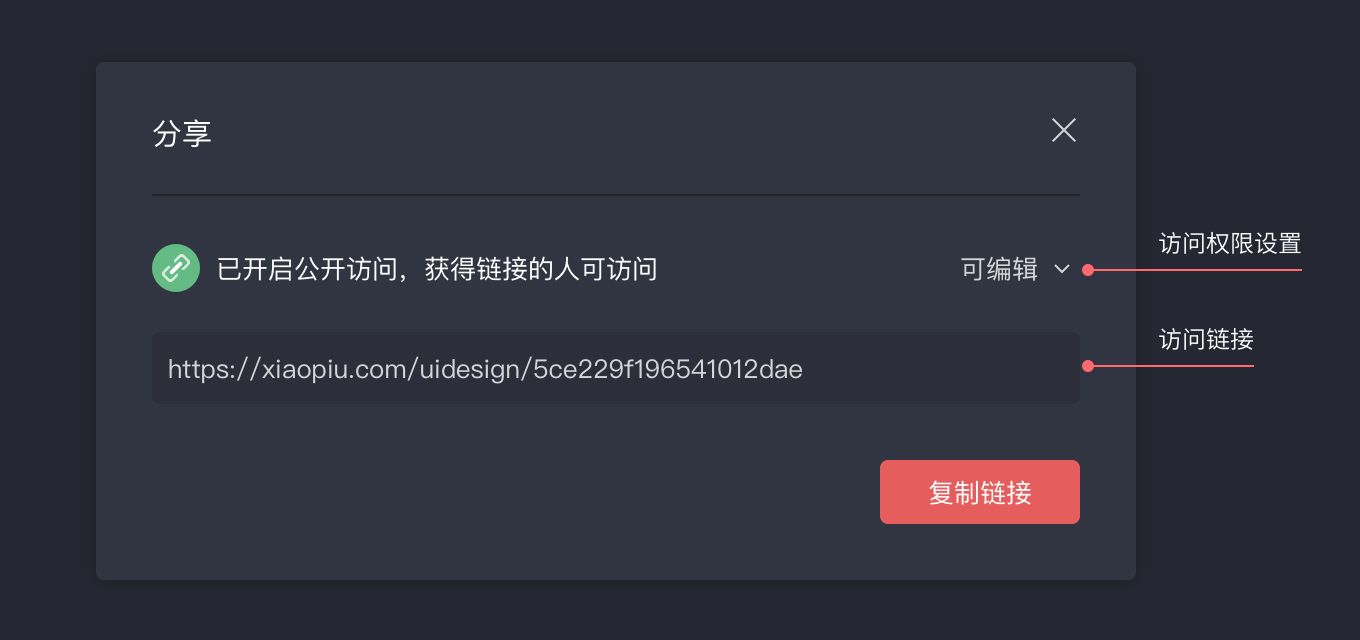 分享
已开启公开访问，获得链接的人可访问
可编辑
访问权限设置
https://xiaopiu.com/uidesign/5ce229f196541012dae
访问链接
复制链接